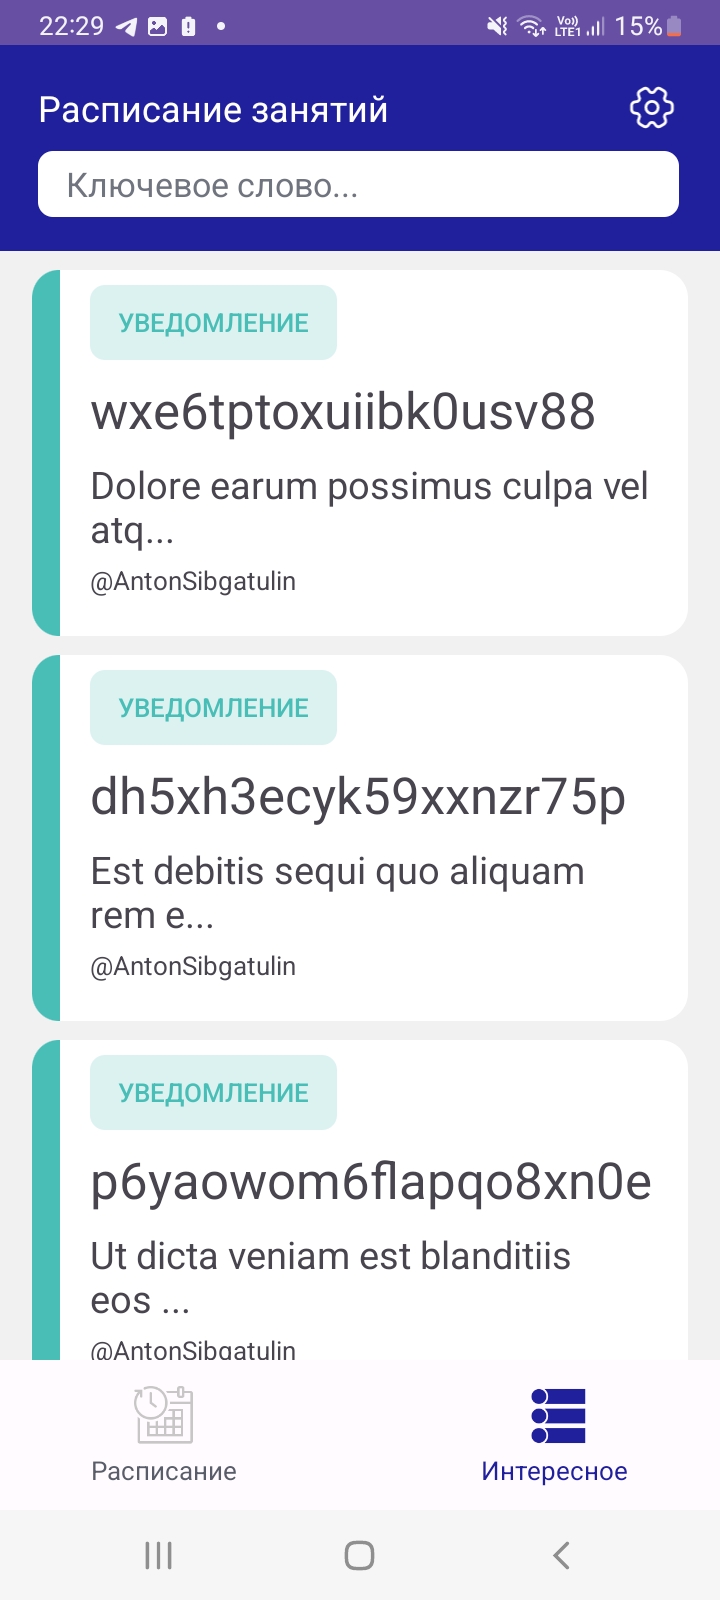 22:29
Vo))
LTE1
15%
Расписание занятий
Ключевое слово...
УВЕДОМЛЕНИЕ
wxe6tptoxuiibk0usv88
Dolore earum possimus culpa vel
atq...
@AntonSibgatulin
УВЕДОМЛЕНИЕ
dh5xh3ecyk59xxnzr75p
Est debitis sequi quo aliquam
rem e...
@AntonSibgatulin
УВЕДОМЛЕНИЕ
p6yaowom6flapqo8xn0e
Ut dicta veniam est blanditiis
eos ...
@AntonSibgatulin
Расписание
Интересное